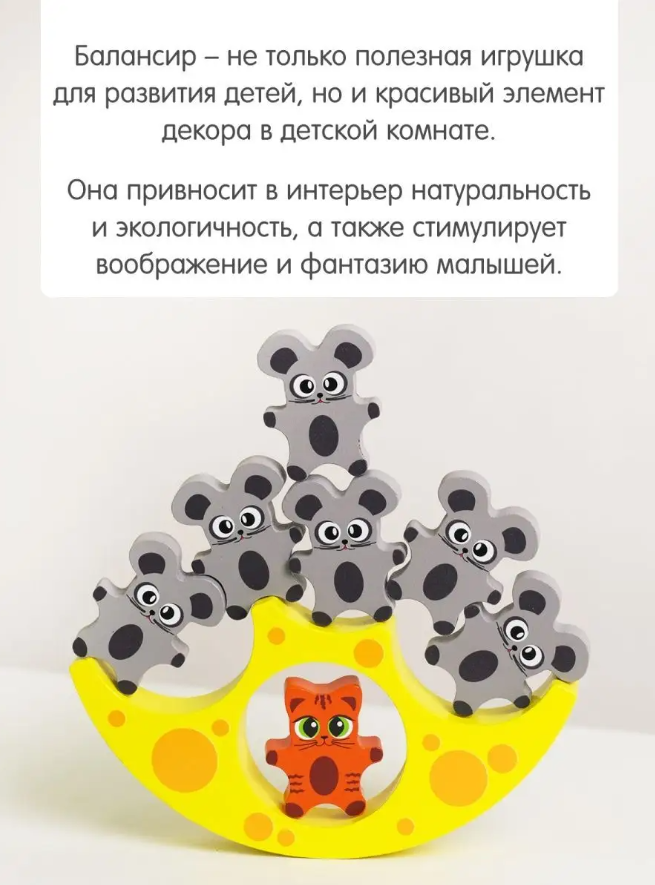 Балансир – не только полезная игрушка
для развития детей, но и красивый элемент
декора в детской комнате.
Она привносит в интерьер натуральность
и экологичность, а также стимулирует
воображение и фантазию малышей.